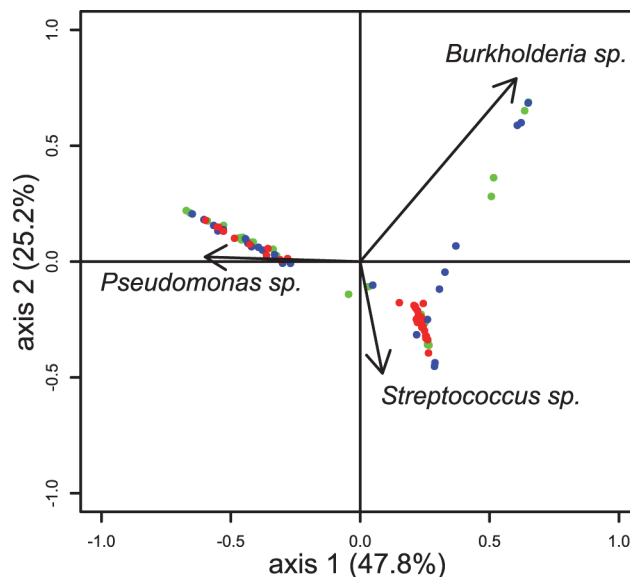 1.0
Burkholderia sp.
0.5
axis 2 (25.2%)
0.0
Pseudomonas sp.
-0.5
Streptococcus sp.
-1.0
-1.0 -0.5 0.0 0.5 1.0
axis 1 (47.8%)